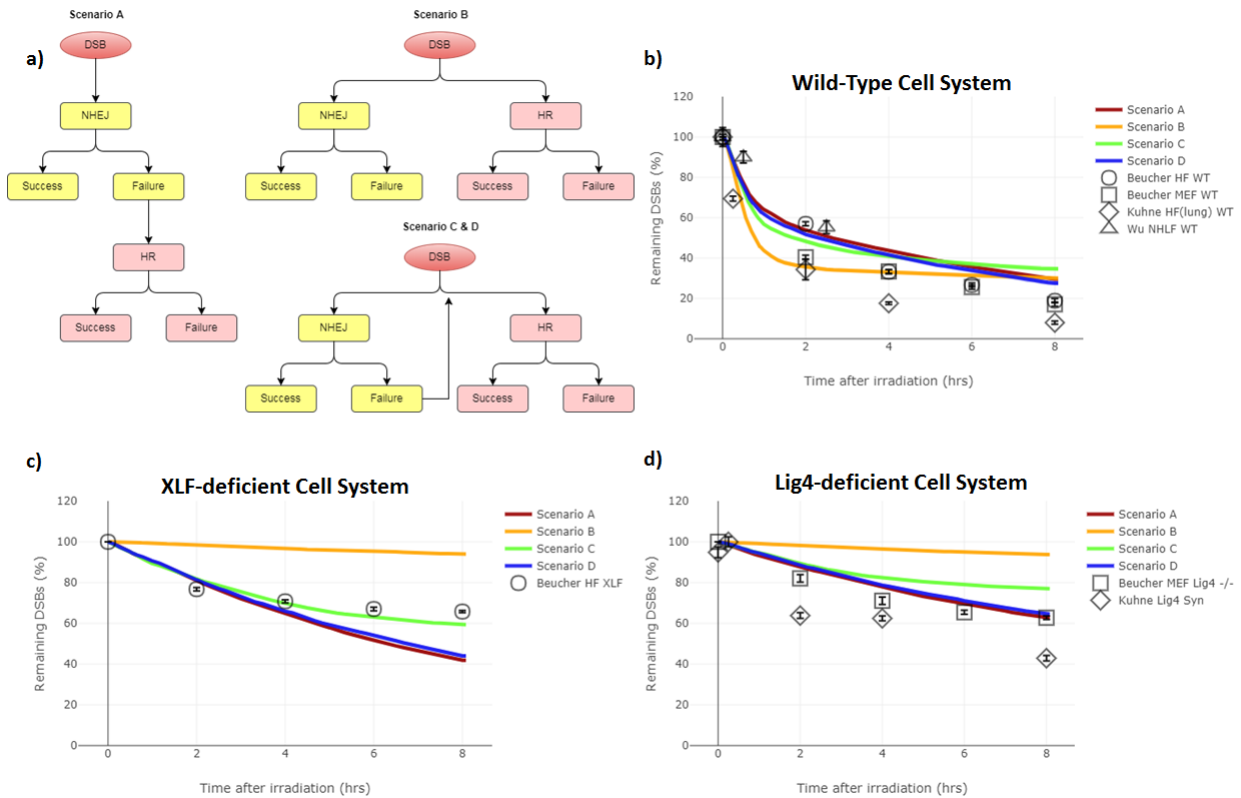 a)
Scenario A
DSB
NHEJ
Success
Failure
HR
Success
Failure
Scenario B
DSB
NHEJ
HR
Success
Failure
Success
Failure
Scenario C & D
DSB
NHEJ
HR
Success
Failure
Success
Failure
b)
Wild-Type Cell System
Remaining DSBs (%)
120
100
80
60
40
20
0
0
2
4
6
8
Time after irradiation (hrs)
Scenario A
Scenario B
Scenario C
Scenario D
Beucher HF WT
Beucher MEF WT
Kuhne HF(lung) WT
Wu NHLF WT
c)
XLF-deficient Cell System
Remaining DSBs (%)
120
100
80
60
40
20
0
0
2
4
6
8
Time after irradiation (hrs)
Scenario A
Scenario B
Scenario C
Scenario D
Beucher HF XLF
d)
Lig4-deficient Cell System
Remaining DSBs (%)
120
100
80
60
40
20
0
0
2
4
6
8
Time after irradiation (hrs)
Scenario A
Scenario B
Scenario C
Scenario D
Beucher MEF Lig4 -/-
Kuhne Lig4 Syn